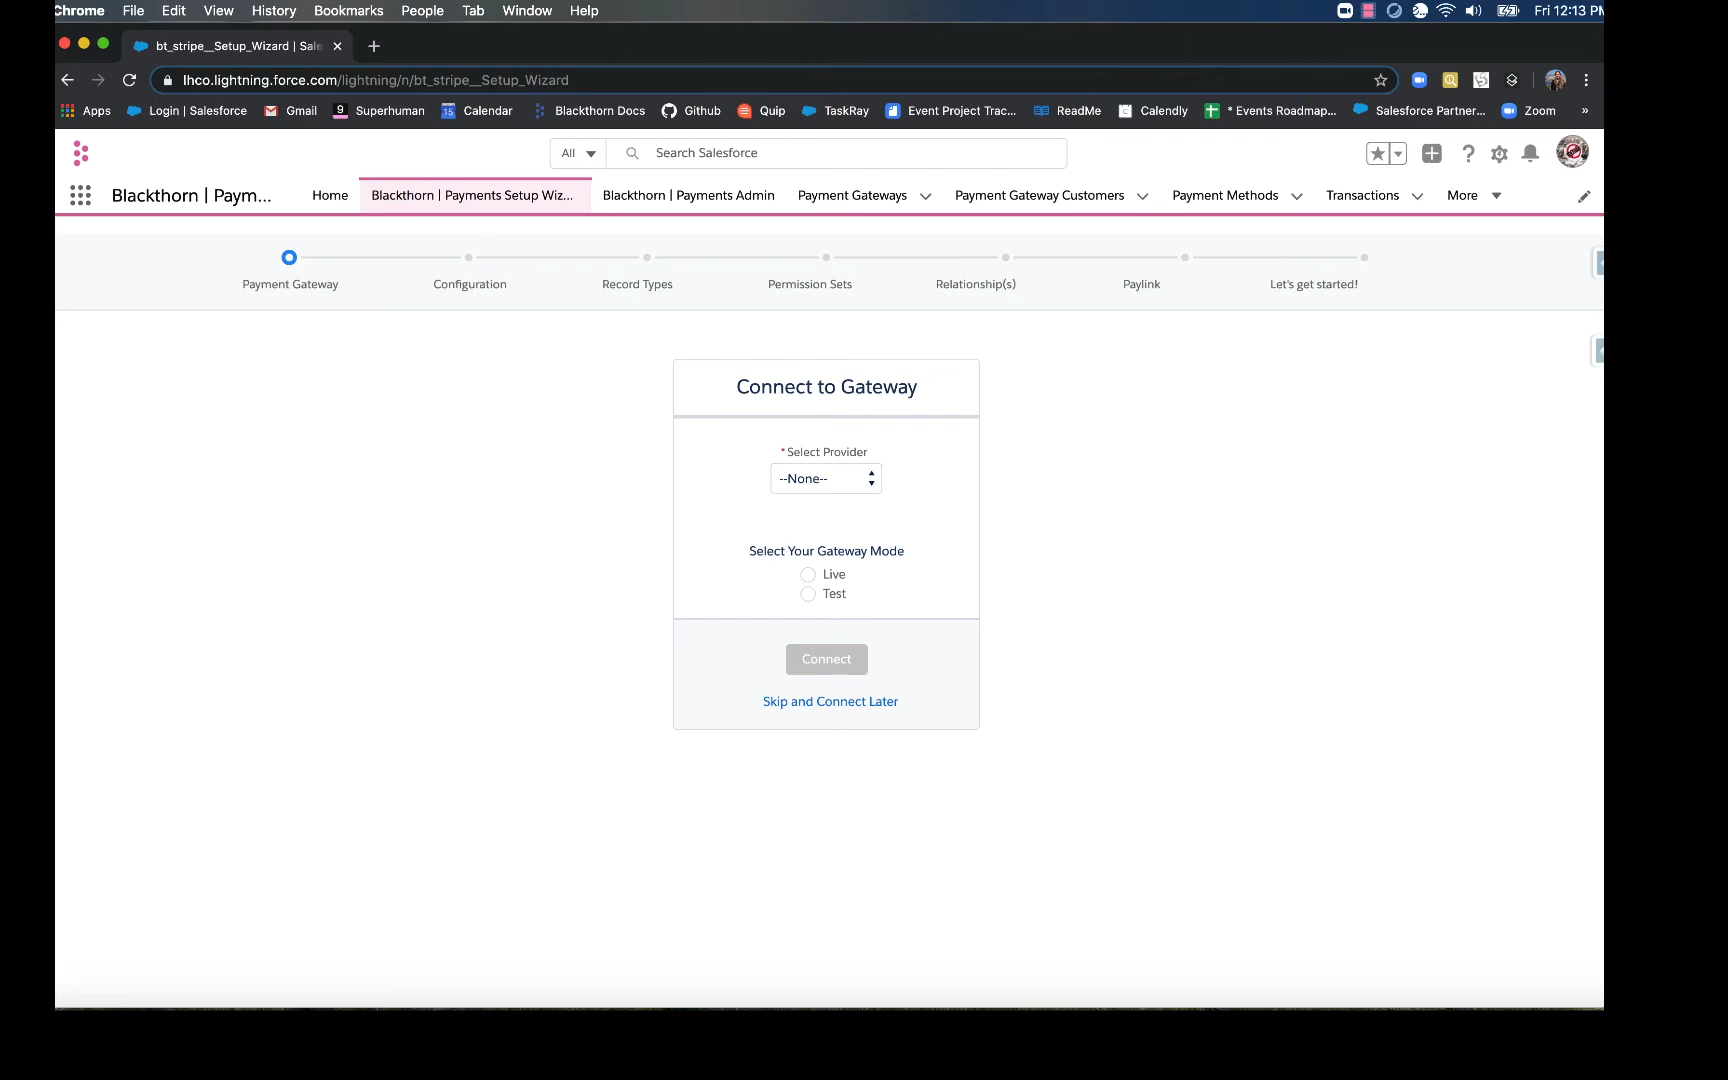 Chrome File Edit View History Bookmarks People Tab Window Help Fri 12:13 PM
bt_stripe__Setup_Wizard | Sale
lhco.lightning.force.com/lightning/n/bt_stripe__Setup_Wizard
Apps Login | Salesforce Gmail 9 Superhuman 15 Calendar Blackthorn Docs Github Quip TaskRay Event Project Trac... ReadMe Calendly * Events Roadmap... Salesforce Partner... Zoom »
All Search Salesforce
Blackthorn | Paym... Home Blackthorn | Payments Setup Wiz... Blackthorn | Payments Admin Payment Gateways Payment Gateway Customers Payment Methods Transactions More
Payment Gateway Configuration Record Types Permission Sets Relationship(s) Paylink Let's get started!
Connect to Gateway
*Select Provider
--None--
Select Your Gateway Mode
Live
Test
Connect
Skip and Connect Later